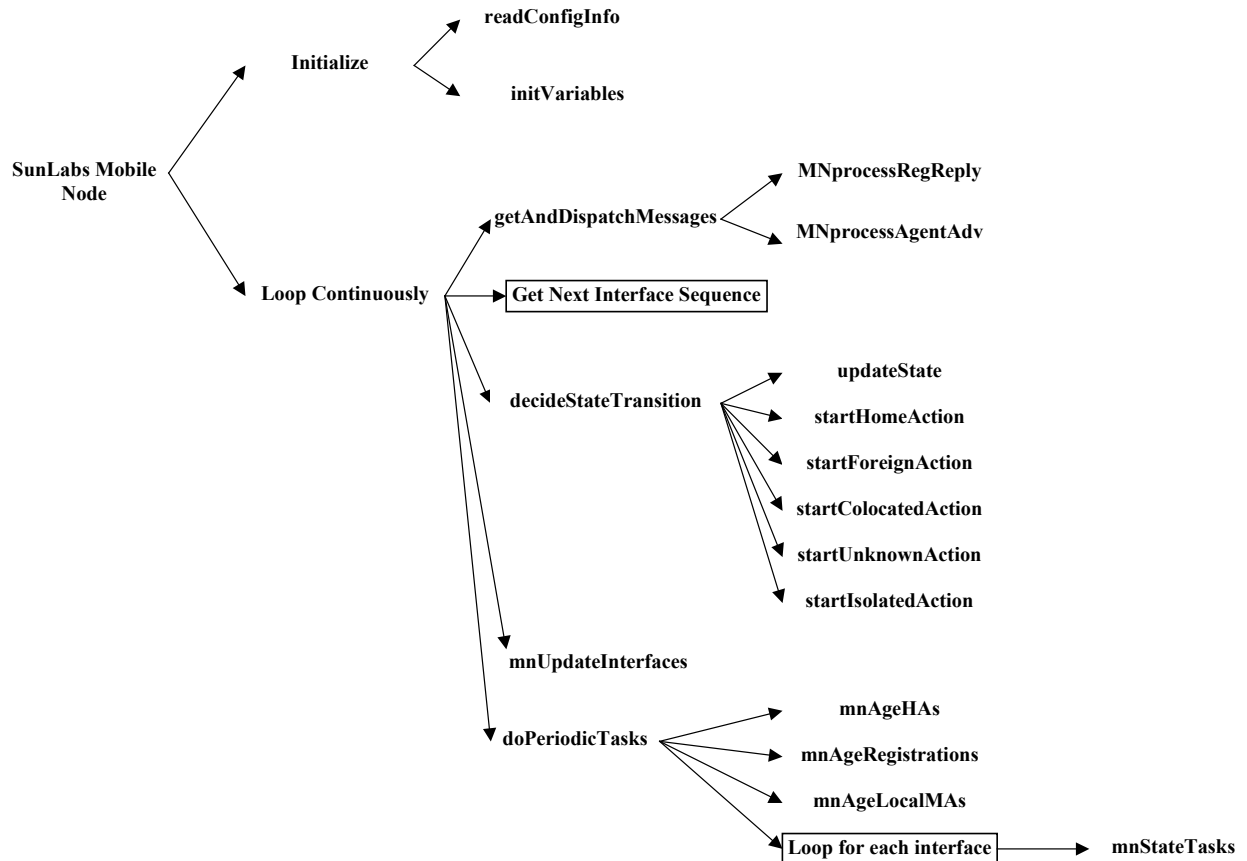 readConfigInfo
Initialize
initVariables
SunLabs Mobile
Node
MNprocessRegReply
getAndDispatchMessages
MNprocessAgentAdv
Loop Continuously
Get Next Interface Sequence
updateState
decideStateTransition
startHomeAction
startForeignAction
startColocatedAction
startUnknownAction
startIsolatedAction
mnUpdateInterfaces
mnAgeHAs
doPeriodicTasks
mnAgeRegistrations
mnAgeLocalMAs
Loop for each interface
mnStateTasks